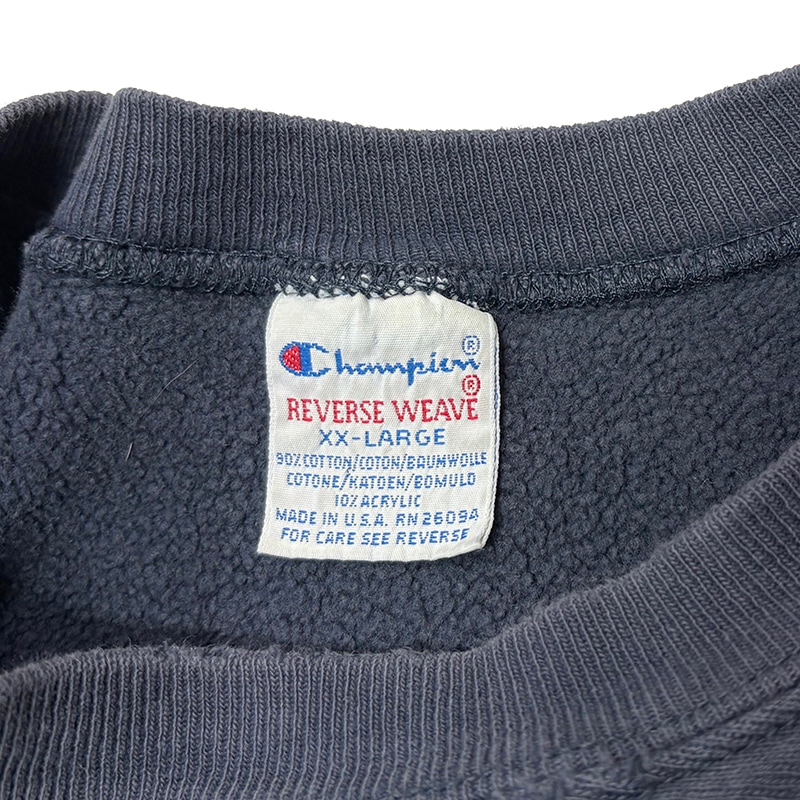 Champion®
REVERSE WEAVE®
XX-LARGE
90% COTTON/COTON/BAUMWOLLE
COTONE/KATOEN/BOMULD
10% ACRYLIC
MADE IN U.S.A. RN 26094
FOR CARE SEE REVERSE